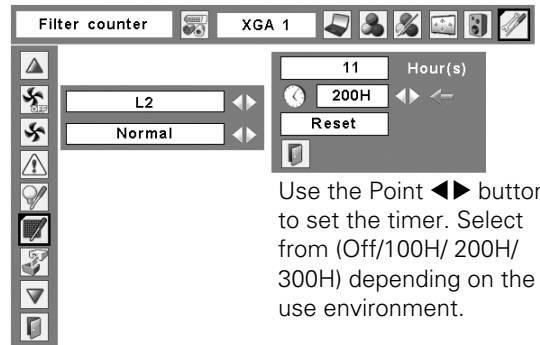 Filter counter
XGA 1
11 Hour(s)
OFF
L2
200H
Normal
Reset
Use the Point ◀▶ button
to set the timer. Select
from (Off/100H/ 200H/
300H) depending on the
use environment.